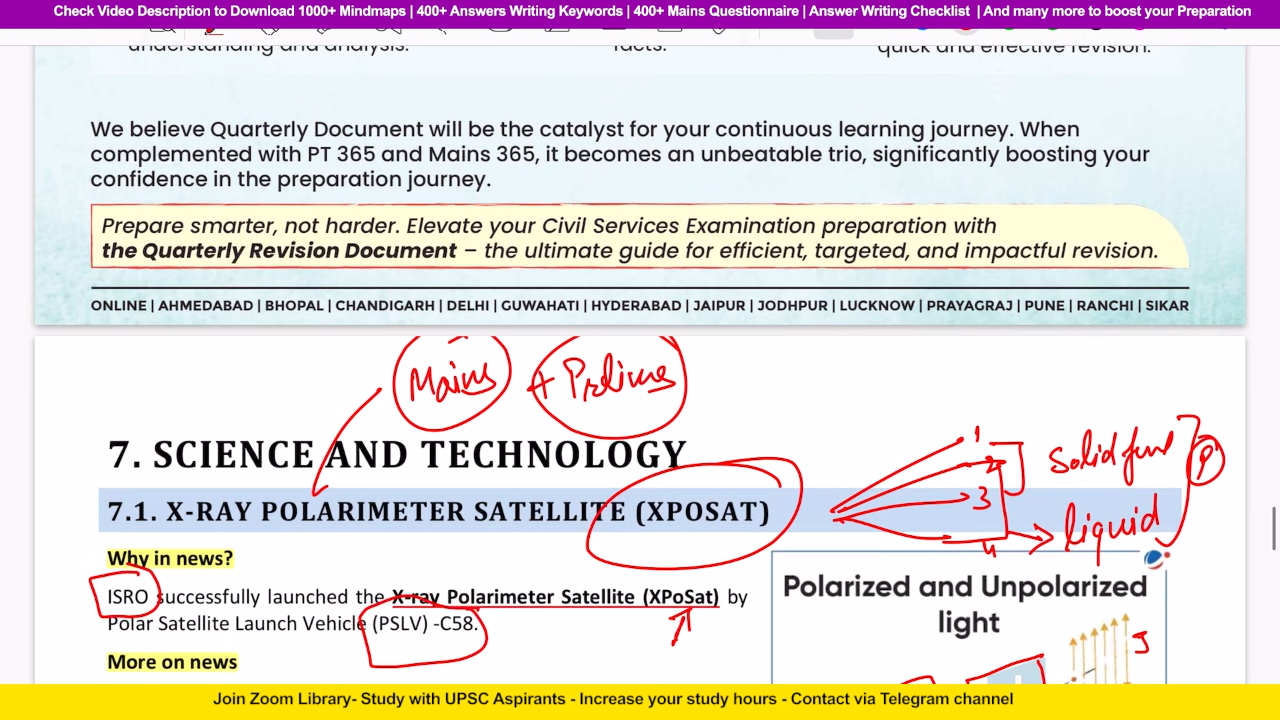 Check Video Description to Download 1000+ Mindmaps | 400+ Answers Writing Keywords | 400+ Mains Questionnaire | Answer Writing Checklist | And many more to boost your Preparation
understanding and analysis.
facts.
quick and effective revision.
We believe Quarterly Document will be the catalyst for your continuous learning journey. When
complemented with PT 365 and Mains 365, it becomes an unbeatable trio, significantly boosting your
confidence in the preparation journey.
Prepare smarter, not harder. Elevate your Civil Services Examination preparation with
the Quarterly Revision Document – the ultimate guide for efficient, targeted, and impactful revision.
ONLINE | AHMEDABAD | BHOPAL | CHANDIGARH | DELHI | GUWAHATI | HYDERABAD | JAIPUR | JODHPUR | LUCKNOW | PRAYAGRAJ | PUNE | RANCHI | SIKAR
Mains + Prelims
7. SCIENCE AND TECHNOLOGY
1
2
3
4
solid fuel
liquid
P
7.1. X-RAY POLARIMETER SATELLITE (XPOSAT)
Why in news?
ISRO successfully launched the X-ray Polarimeter Satellite (XPoSat) by
Polar Satellite Launch Vehicle (PSLV) -C58.
More on news
Polarized and Unpolarized
light
Join Zoom Library- Study with UPSC Aspirants - Increase your study hours - Contact via Telegram channel